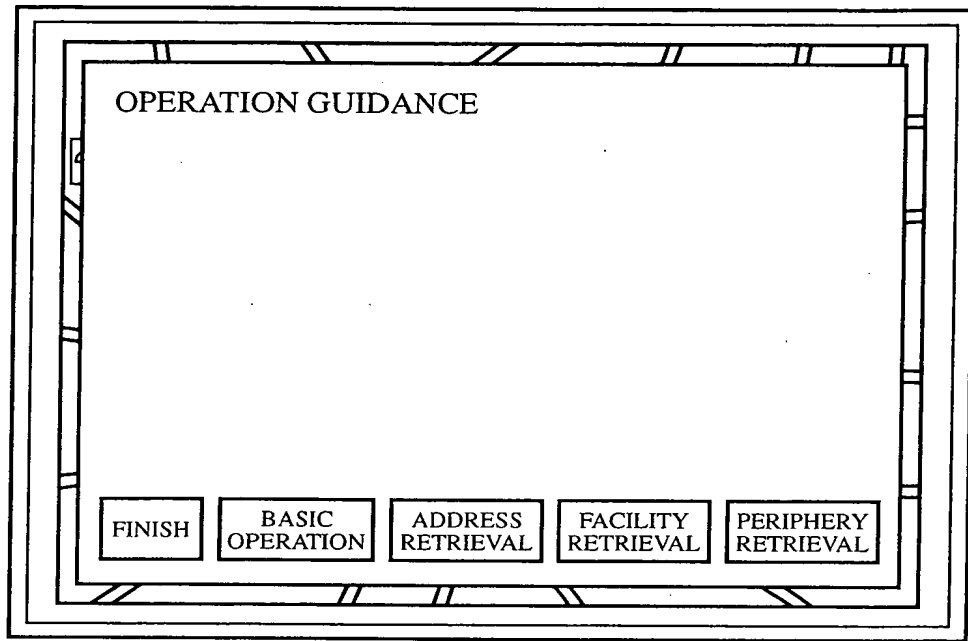 OPERATION GUIDANCE
FINISH
BASIC
OPERATION
ADDRESS
RETRIEVAL
FACILITY
RETRIEVAL
PERIPHERY
RETRIEVAL